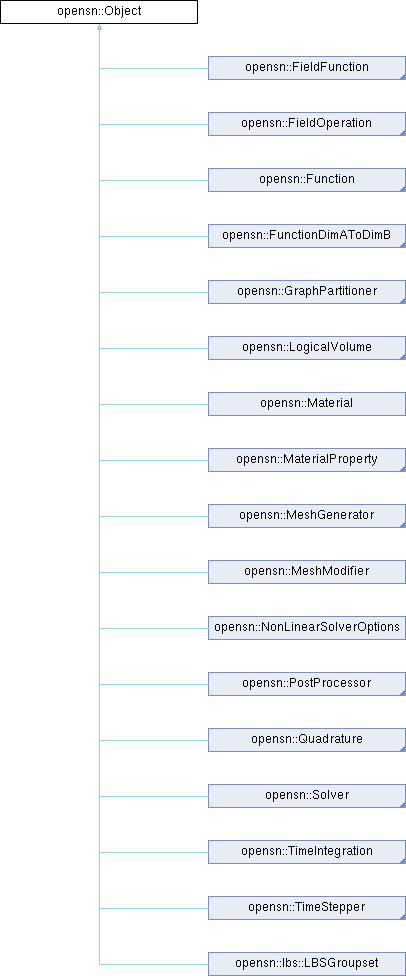 opensn::Object
opensn::FieldFunction
opensn::FieldOperation
opensn::Function
opensn::FunctionDimAToDimB
opensn::GraphPartitioner
opensn::LogicalVolume
opensn::Material
opensn::MaterialProperty
opensn::MeshGenerator
opensn::MeshModifier
opensn::NonLinearSolverOptions
opensn::PostProcessor
opensn::Quadrature
opensn::Solver
opensn::TimeIntegration
opensn::TimeStepper
opensn::lbs::LBSGroupset